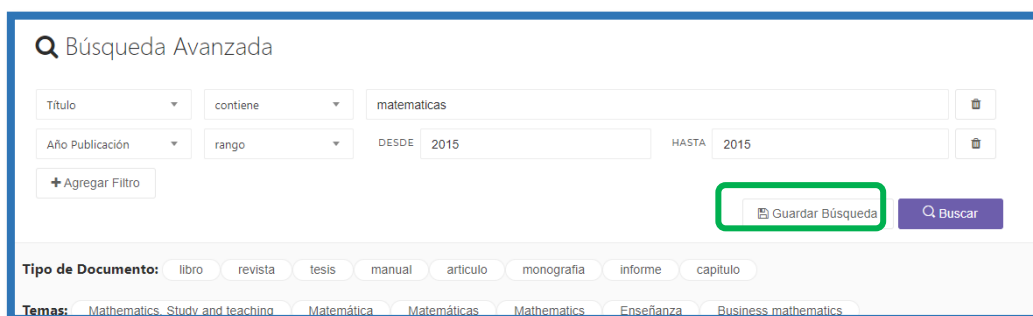 Búsqueda Avanzada
Título contiene matematicas
Año Publicación rango DESDE 2015 HASTA 2015
Agregar Filtro
Guardar Búsqueda Buscar
Tipo de Documento: libro revista tesis manual articulo monografia informe capitulo
Temas: Mathematics, Study and teaching Matemática Matemáticas Mathematics Enseñanza Business mathematics